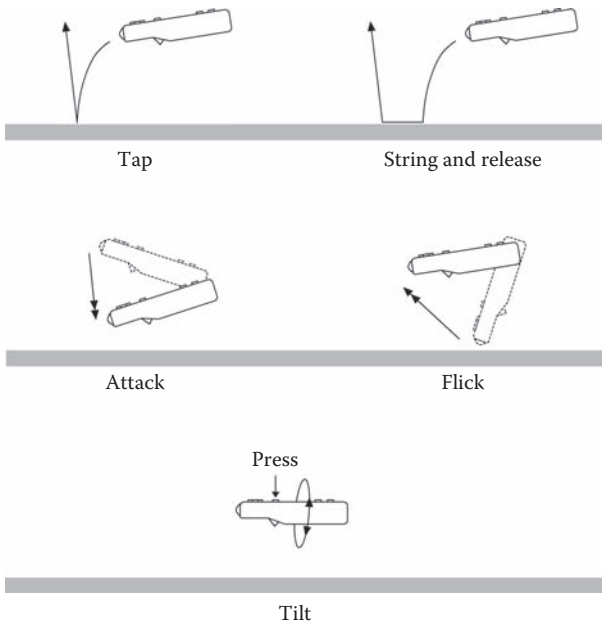 Tap
String and release
Attack
Flick
Press
Tilt